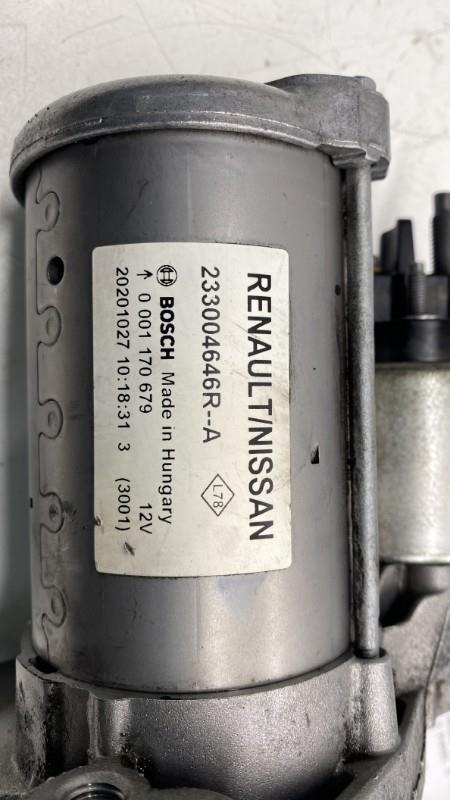 RENAULT/NISSAN
233004646R--A
L78
BOSCH Made in Hungary
0 001 170 679 12V
20201027 10:18:31 3 (3001)